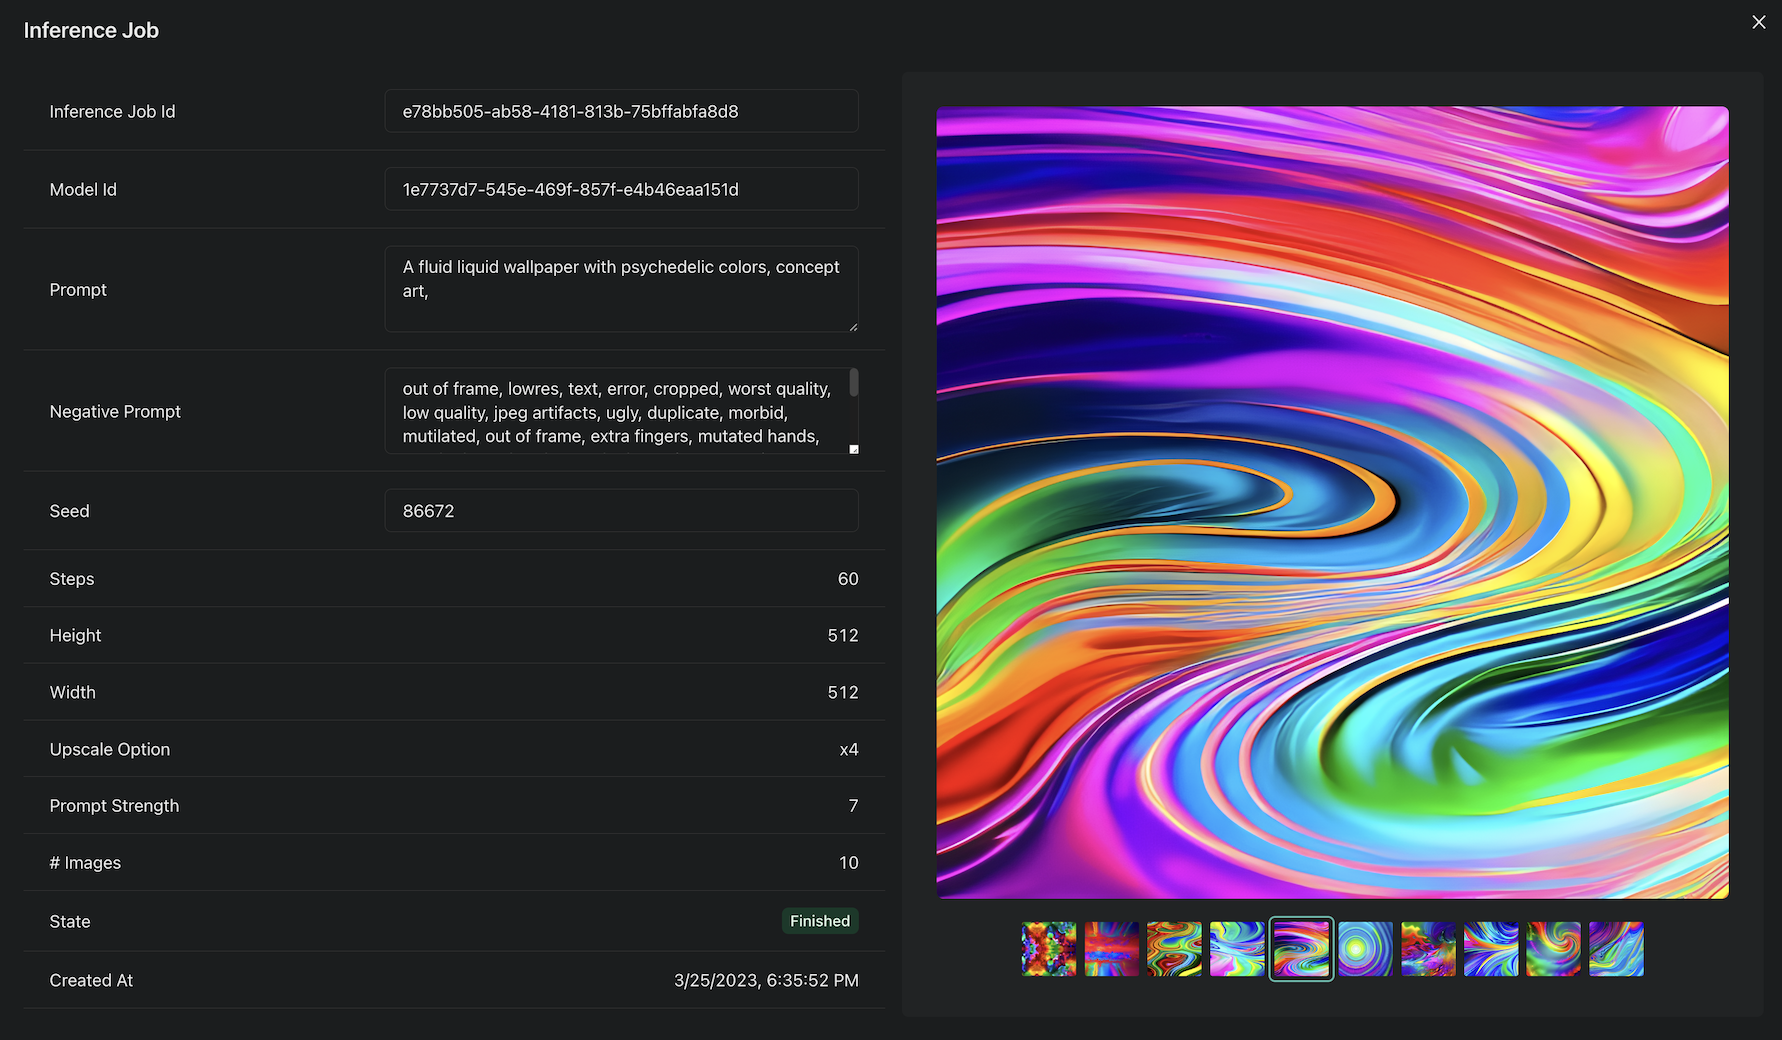 Inference Job
Inference Job Id
e78bb505-ab58-4181-813b-75bffabfa8d8
Model Id
1e7737d7-545e-469f-857f-e4b46eaa151d
Prompt
A fluid liquid wallpaper with psychedelic colors, concept
art,
Negative Prompt
out of frame, lowres, text, error, cropped, worst quality,
low quality, jpeg artifacts, ugly, duplicate, morbid,
mutilated, out of frame, extra fingers, mutated hands,
Seed
86672
Steps
60
Height
512
Width
512
Upscale Option
x4
Prompt Strength
7
# Images
10
State
Finished
Created At
3/25/2023, 6:35:52 PM